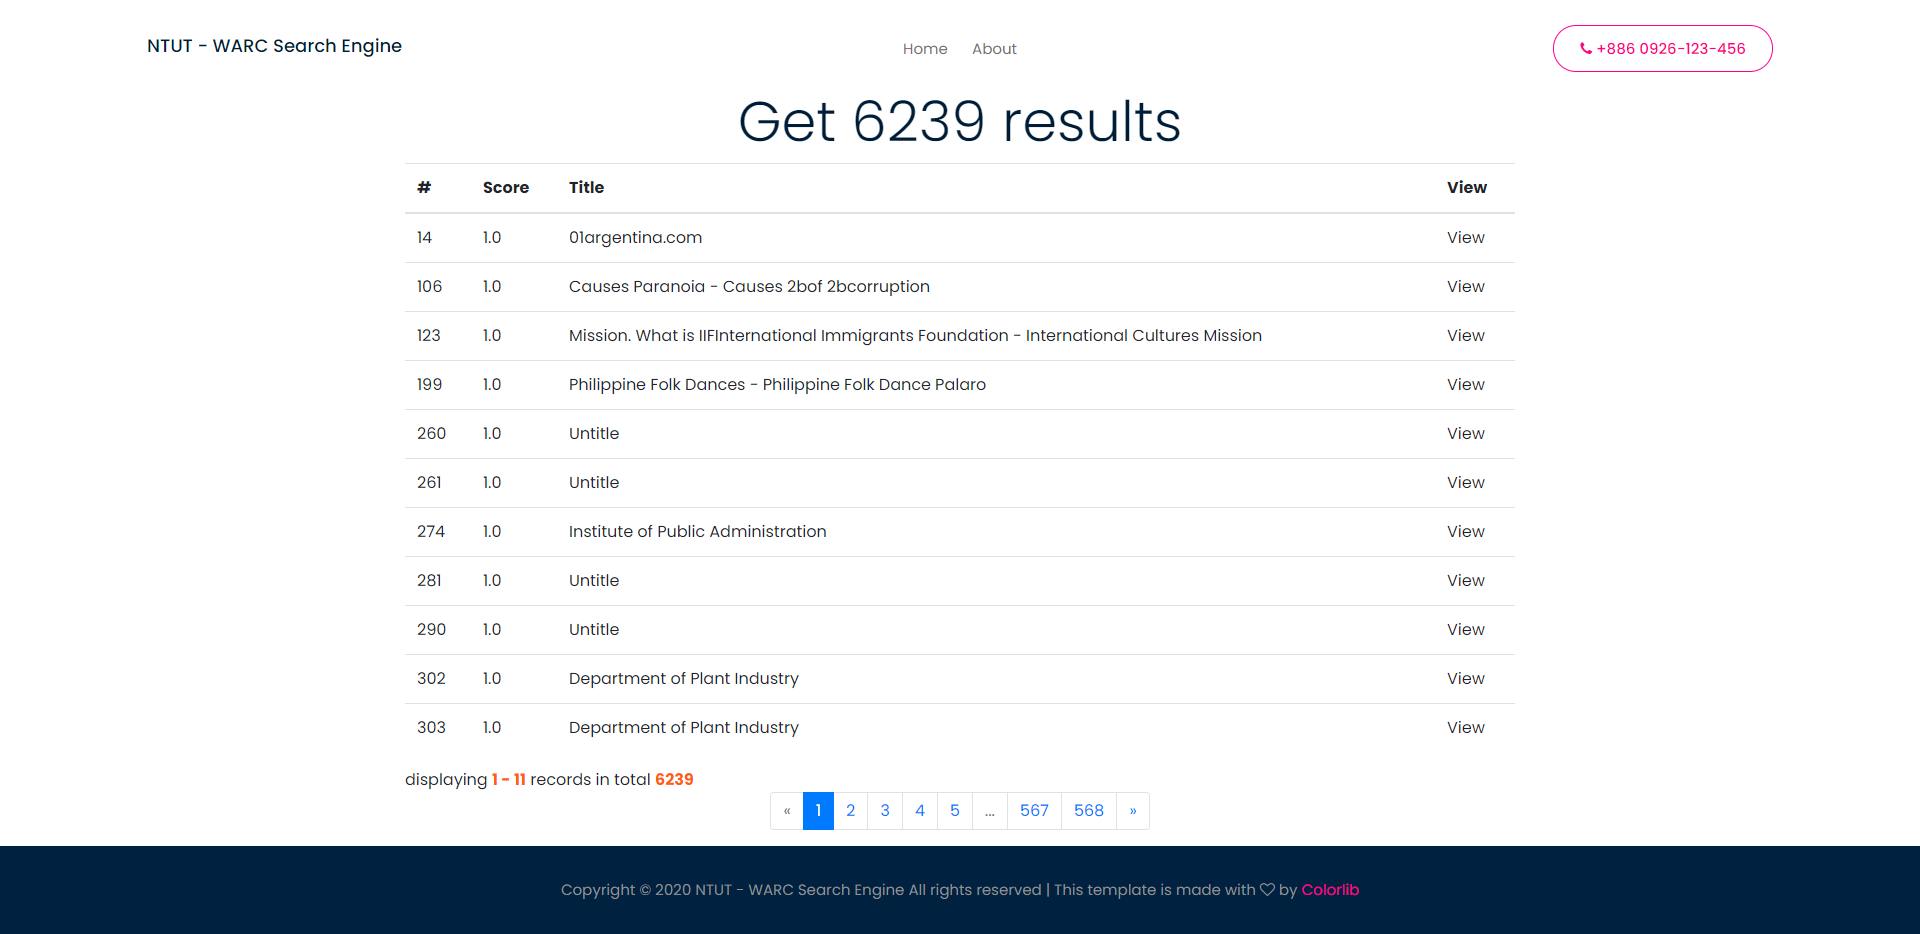 NTUT - WARC Search Engine
Home About
+886 0926-123-456
Get 6239 results
# Score Title View
14 1.0 01argentina.com View
106 1.0 Causes Paranoia - Causes 2bof 2bcorruption View
123 1.0 Mission. What is IIFInternational Immigrants Foundation - International Cultures Mission View
199 1.0 Philippine Folk Dances - Philippine Folk Dance Palaro View
260 1.0 Untitle View
261 1.0 Untitle View
274 1.0 Institute of Public Administration View
281 1.0 Untitle View
290 1.0 Untitle View
302 1.0 Department of Plant Industry View
303 1.0 Department of Plant Industry View
displaying 1 - 11 records in total 6239
« 1 2 3 4 5 ... 567 568 »
Copyright © 2020 NTUT - WARC Search Engine All rights reserved | This template is made with ♡ by Colorlib